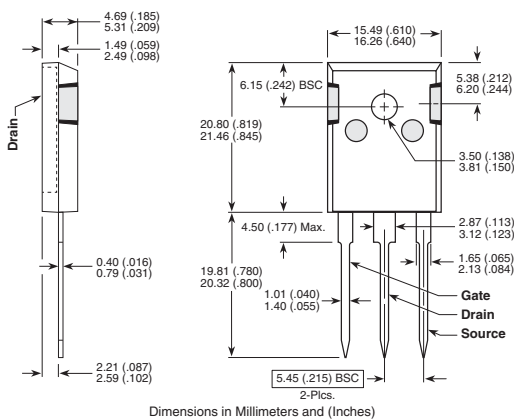 4.69 (.185)
5.31 (.209)
1.49 (.059)
2.49 (.098)
15.49 (.610)
16.26 (.640)
6.15 (.242) BSC
5.38 (.212)
6.20 (.244)
Drain
20.80 (.819)
21.46 (.845)
3.50 (.138)
3.81 (.150)
4.50 (.177) Max.
2.87 (.113)
3.12 (.123)
0.40 (.016)
0.79 (.031)
19.81 (.780)
20.32 (.800)
1.65 (.065)
2.13 (.084)
1.01 (.040)
1.40 (.055)
Gate
Drain
Source
2.21 (.087)
2.59 (.102)
5.45 (.215) BSC
2-Plcs.
Dimensions in Millimeters and (Inches)